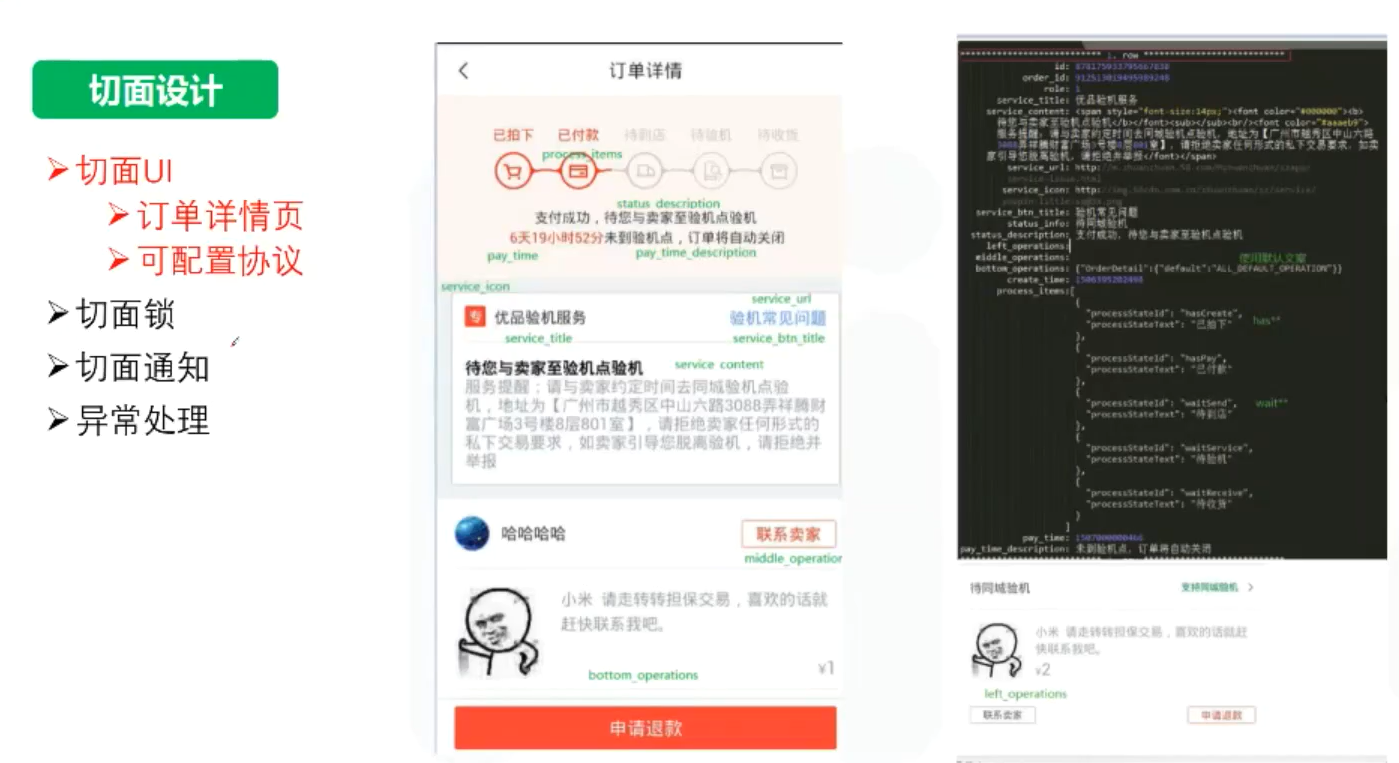 切面设计
切面UI
订单详情页
可配置协议
切面锁
切面通知
异常处理
订单详情
已拍下 已付款 待到店 待验机 待收货
process_items
status_description
支付成功，待您与卖家至验机点验机
6天19小时52分未到验机点，订单将自动关闭
pay_time
pay_time_description
service_icon
service_url
专 优品验机服务
验机常见问题
service_title
service_btn_title
待您与卖家至验机点验机
service content
服务提醒：请与卖家约定时间去同城验机点验
机，地址为【广州市越秀区中山六路3088弄祥腾财
富广场3号楼8层801室】，请拒绝卖家任何形式的
私下交易要求，如卖家引导您脱离验机，请拒绝并
举报
哈哈哈哈
联系卖家
middle_operation
小米 请走转转担保交易，喜欢的话就
赶快联系我吧。
¥1
bottom_operations
申请退款
1. row
id:
order_id:
role: 1
service_title: 优品验机服务
service_content: <span style="font-size:14px;"><font color="#000000"><b>
待您与卖家至验机点验机</b></font><sub></sub><br/><font color="#aaaeb9">
服务提醒：请与卖家约定时间去同城验机点验机，地址为【广州市越秀区中山六路
3088弄祥腾财富广场3号楼8层801室】，请拒绝卖家任何形式的私下交易要求，如卖
家引导您脱离验机，请拒绝并举报</font></span>
service_url:
service_icon:
service_btn_title: 验机常见问题
status_info: 待同城验机
status_description: 支付成功，待您与卖家至验机点验机
left_operations:
middle_operations:
使用默认文案
bottom_operations: {"OrderDetail":{"default":"ALL_DEFAULT_OPERATION"}}
create_time: 1506395202498
process_items:[
{
"processStateId": "hasCreate",
"processStateText": "已拍下"
has**
},
{
"processStateId": "hasPay",
"processStateText": "已付款"
},
{
"processStateId": "waitSend",
wait**
"processStateText": "待到店"
},
{
"processStateId": "waitService",
"processStateText": "待验机"
},
{
"processStateId": "waitReceive",
"processStateText": "待收货"
}
]
pay_time: 1507000000466
pay_time_description: 未到验机点，订单将自动关闭
待同城验机
支持同城验机
小米 请走转转担保交易，喜欢的话就赶
快联系我吧。
¥2
left_operations
联系卖家
申请退款